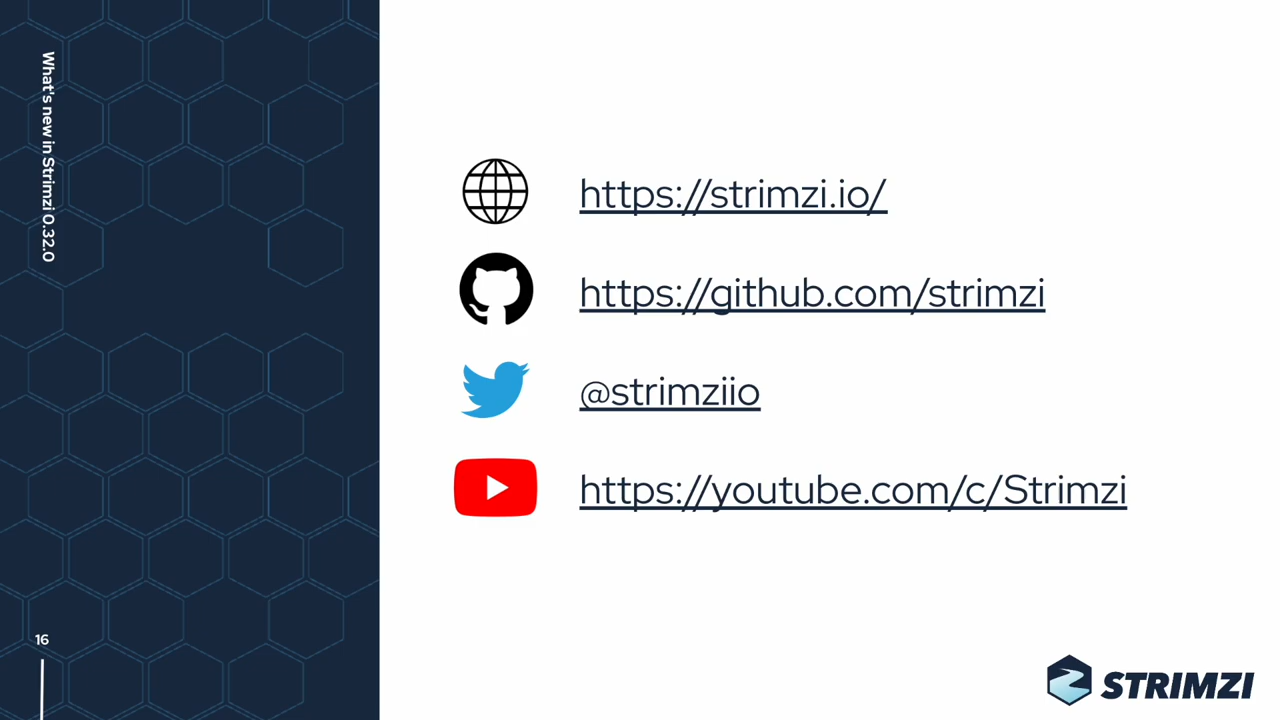 What's new in Strimzi 0.32.0
https://strimzi.io/
https://github.com/strimzi
@strimziio
https://youtube.com/c/Strimzi
16
STRIMZI